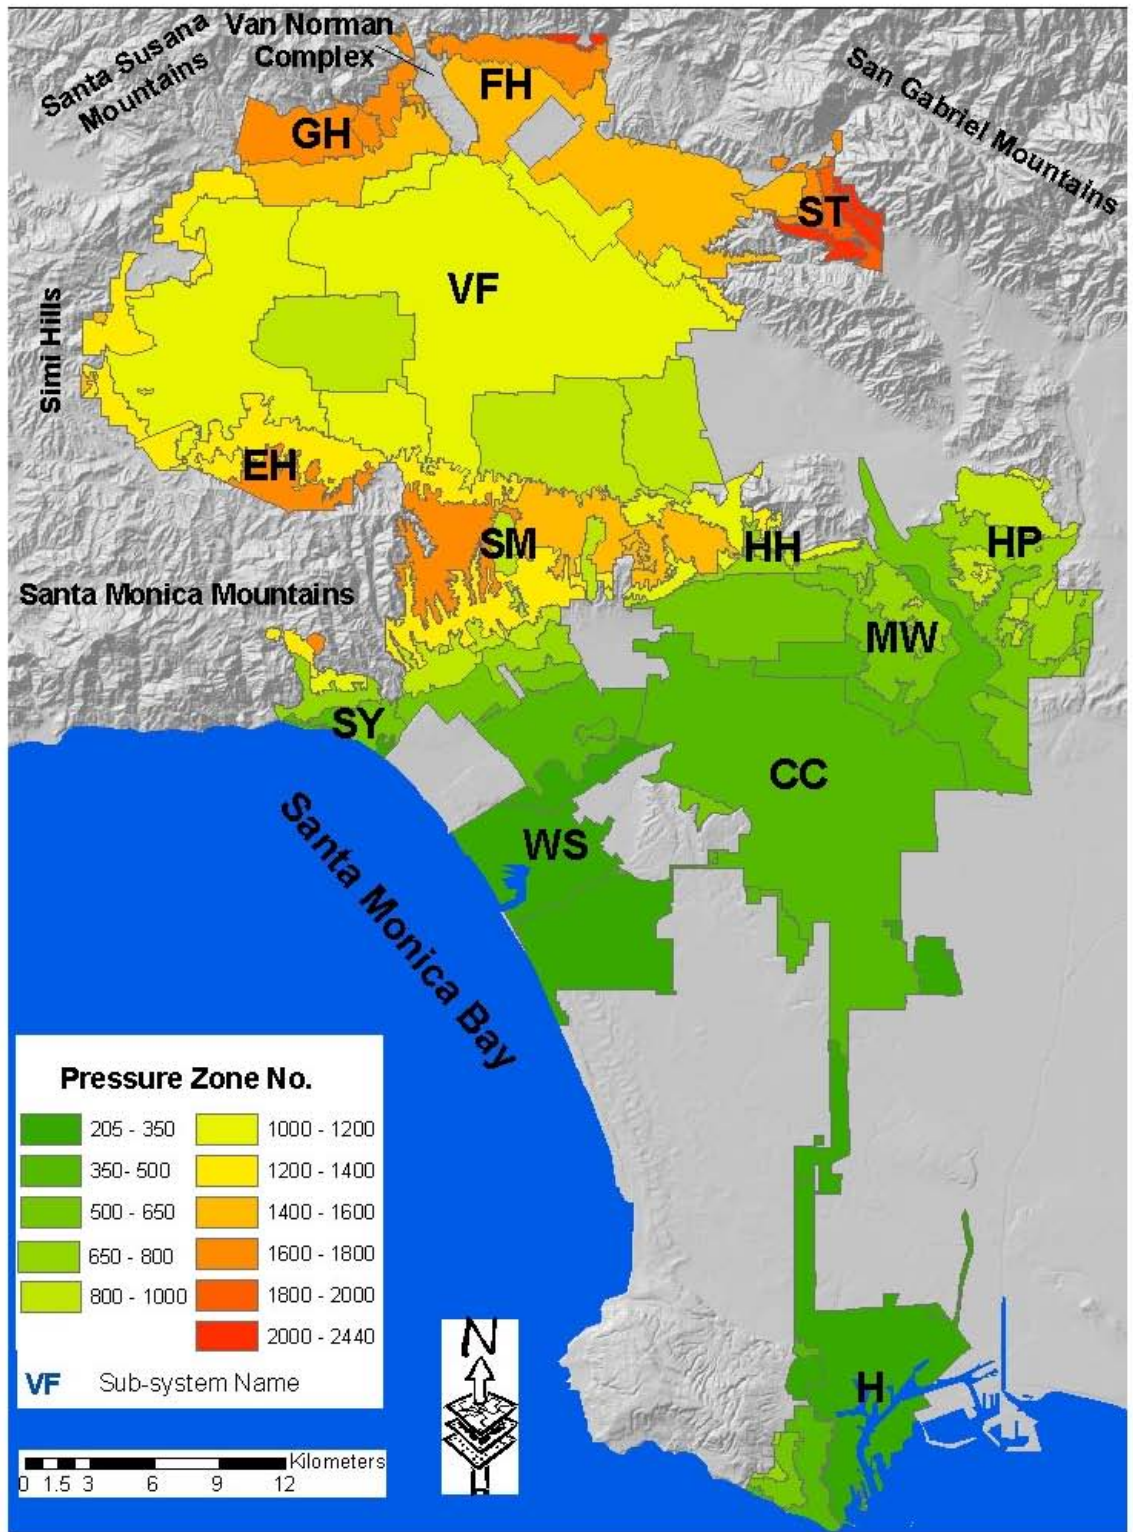 Santa Susana
Mountains
Van Norman
Complex
San Gabriel Mountains
FH
GH
ST
VF
Simi Hills
EH
SM
HH
HP
Santa Monica Mountains
MW
SY
CC
WS
Santa Monica Bay
H
Pressure Zone No.
205 - 350
350- 500
500 - 650
650 - 800
800 - 1000
1000 - 1200
1200 - 1400
1400 - 1600
1600 - 1800
1800 - 2000
2000 - 2440
VF Sub-system Name
Kilometers
0 1.5 3 6 9 12
N